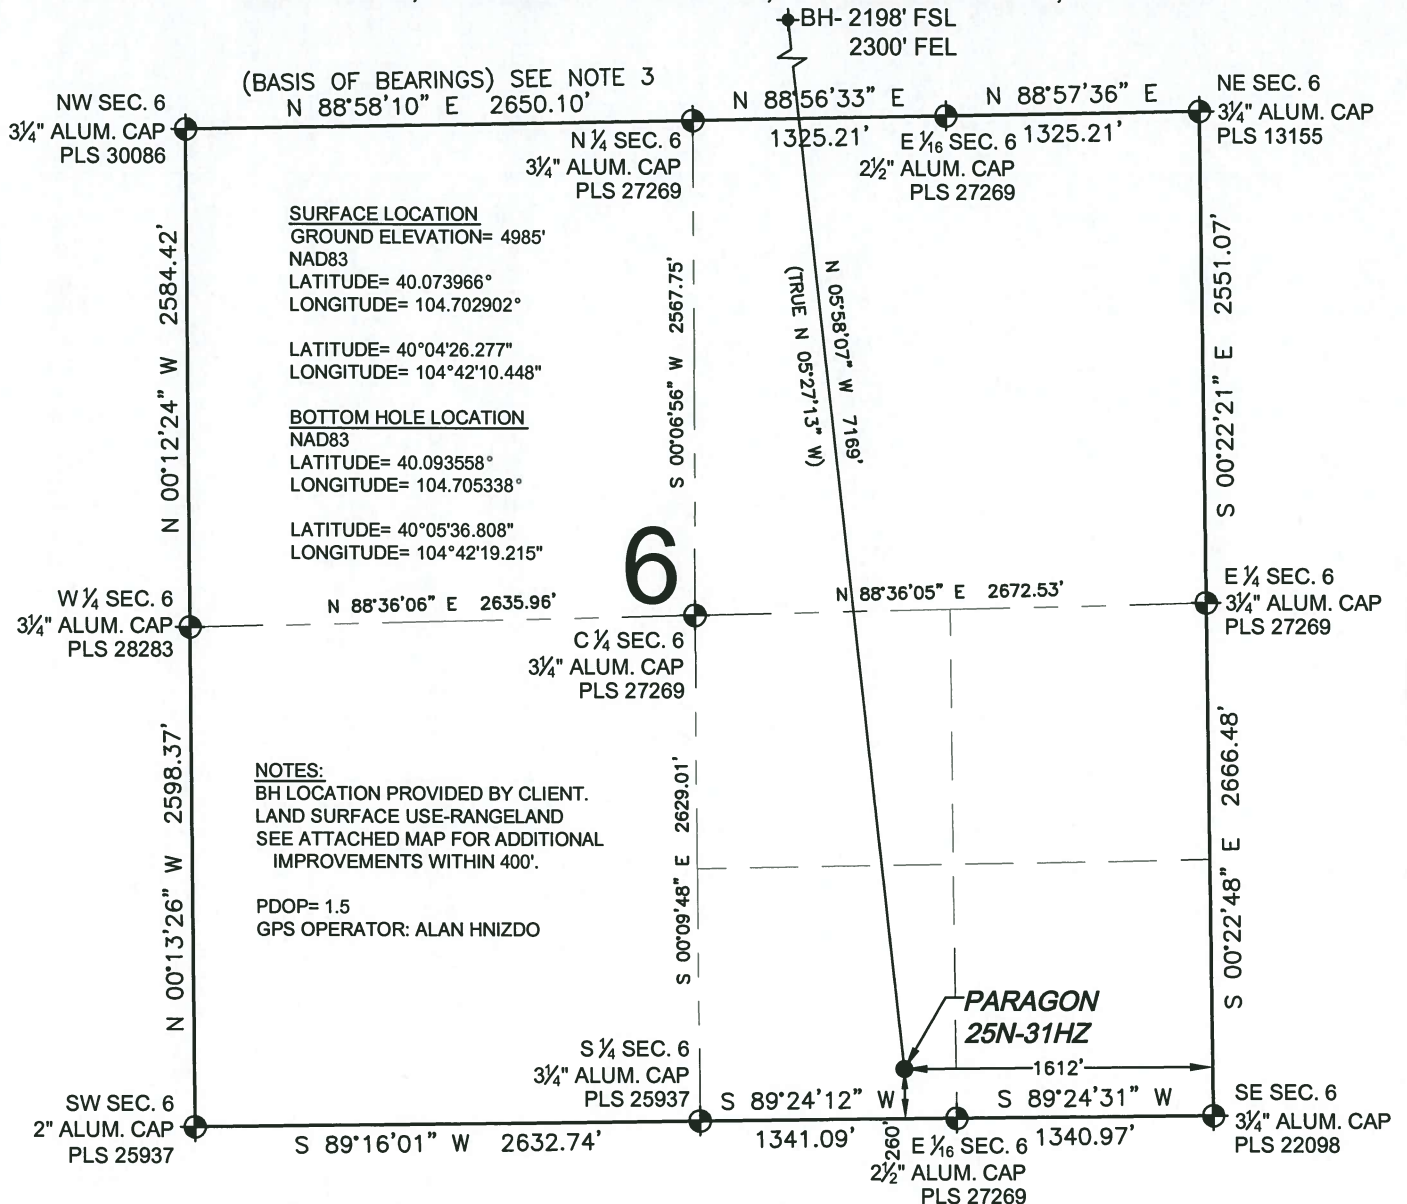 BH- 2198' FSL
2300' FEL
(BASIS OF BEARINGS) SEE NOTE 3
N 88°58'10" E 2650.10'
N 88°56'33" E
1325.21'
N 88°57'36" E
1325.21'
NW SEC. 6
3¼" ALUM. CAP
PLS 30086
N ¼ SEC. 6
3¼" ALUM. CAP
PLS 27269
E 1⁄16 SEC. 6
2½" ALUM. CAP
PLS 27269
NE SEC. 6
3¼" ALUM. CAP
PLS 13155
SURFACE LOCATION
GROUND ELEVATION= 4985'
NAD83
LATITUDE= 40.073966°
LONGITUDE= 104.702902°
LATITUDE= 40°04'26.277"
LONGITUDE= 104°42'10.448"
BOTTOM HOLE LOCATION
NAD83
LATITUDE= 40.093558°
LONGITUDE= 104.705338°
LATITUDE= 40°05'36.808"
LONGITUDE= 104°42'19.215"
N 00°12'24" W 2584.42'
S 00°06'56" W 2567.75'
N 05°58'07" W 7169'
(TRUE N 05°27'13" W)
S 00°22'21" E 2551.07'
6
W ¼ SEC. 6
3¼" ALUM. CAP
PLS 28283
N 88°36'06" E 2635.96'
C ¼ SEC. 6
3¼" ALUM. CAP
PLS 27269
N 88°36'05" E 2672.53'
E ¼ SEC. 6
3¼" ALUM. CAP
PLS 27269
NOTES:
BH LOCATION PROVIDED BY CLIENT.
LAND SURFACE USE-RANGELAND
SEE ATTACHED MAP FOR ADDITIONAL
IMPROVEMENTS WITHIN 400'.
PDOP= 1.5
GPS OPERATOR: ALAN HNIZDO
N 00°13'26" W 2598.37'
S 00°09'48" E 2629.01'
S 00°22'48" E 2666.48'
PARAGON
25N-31HZ
1612'
260'
SW SEC. 6
2" ALUM. CAP
PLS 25937
S 89°16'01" W 2632.74'
S ¼ SEC. 6
3¼" ALUM. CAP
PLS 25937
S 89°24'12" W
1341.09'
E 1⁄16 SEC. 6
2½" ALUM. CAP
PLS 27269
S 89°24'31" W
1340.97'
SE SEC. 6
3¼" ALUM. CAP
PLS 22098